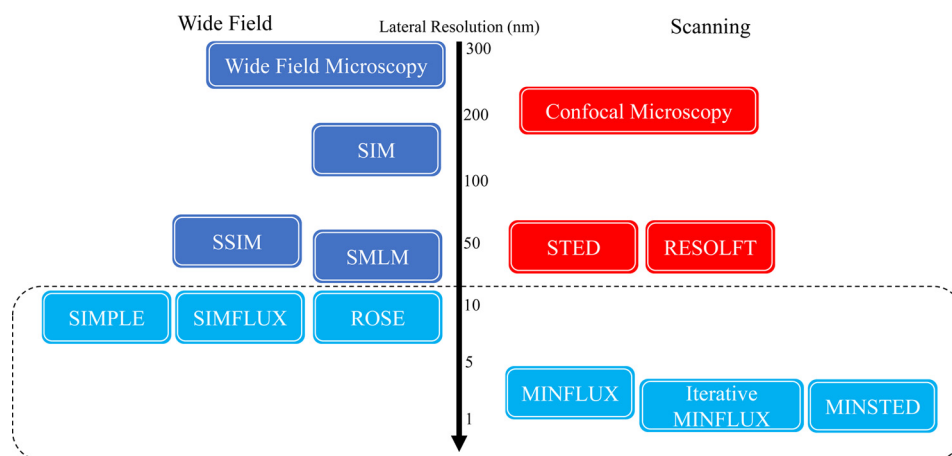 Wide Field
Lateral Resolution (nm)
Scanning
300
Wide Field Microscopy
200
Confocal Microscopy
SIM
100
SSIM
50
STED
RESOLFT
SMLM
SIMPLE
SIMFLUX
ROSE
10
5
MINFLUX
Iterative
MINFLUX
MINSTED
1